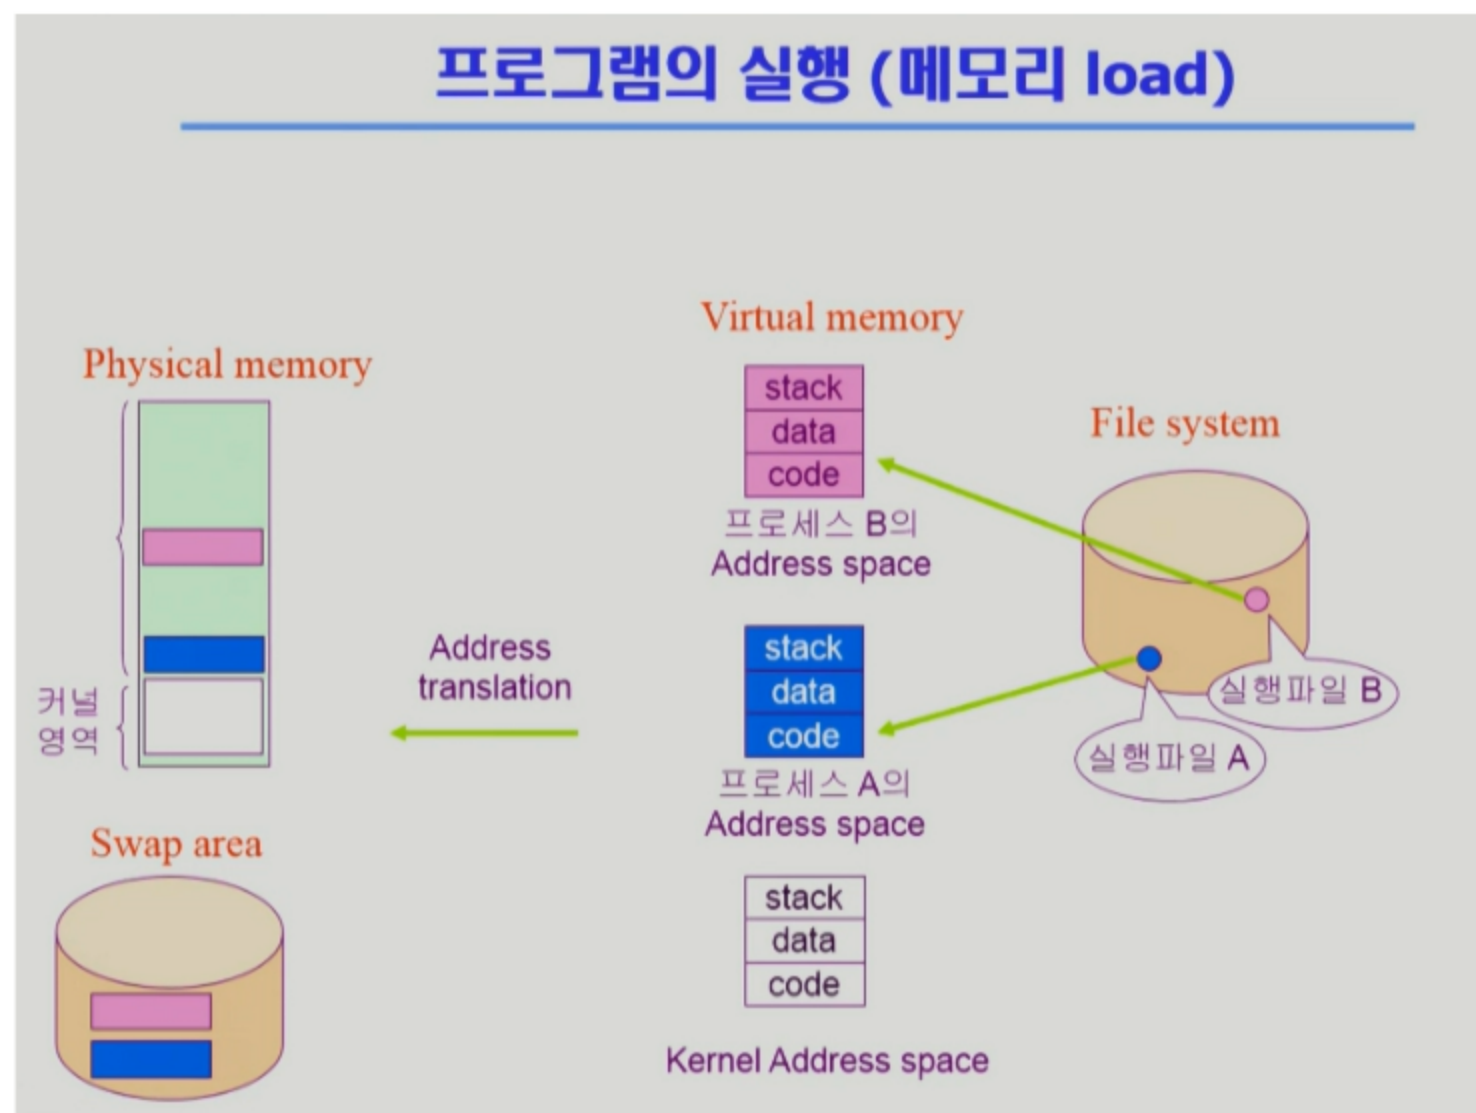 프로그램의 실행 (메모리 load)
Virtual memory
Physical memory
File system
stack
data
code
프로세스 B의
Address space
Address
translation
stack
data
code
프로세스 A의
Address space
실행파일 B
실행파일 A
커널
영역
Swap area
stack
data
code
Kernel Address space